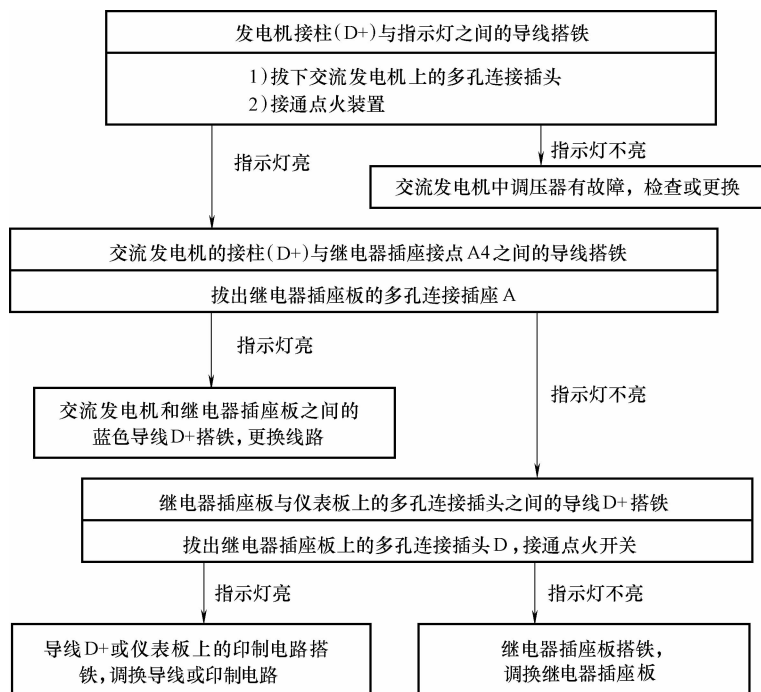 发电机接柱(D+)与指示灯之间的导线搭铁
1)拔下交流发电机上的多孔连接插头
2)接通点火装置
指示灯亮
指示灯不亮
交流发电机中调压器有故障，检查或更换
交流发电机的接柱(D+)与继电器插座接点A4之间的导线搭铁
拔出继电器插座板的多孔连接插座A
指示灯亮
指示灯不亮
交流发电机和继电器插座板之间的
蓝色导线D+搭铁，更换线路
继电器插座板与仪表板上的多孔连接插头之间的导线D+搭铁
拔出继电器插座板上的多孔连接插头D，接通点火开关
指示灯亮
指示灯不亮
导线D+或仪表板上的印制电路搭
铁，调换导线或印制电路
继电器插座板搭铁，
调换继电器插座板